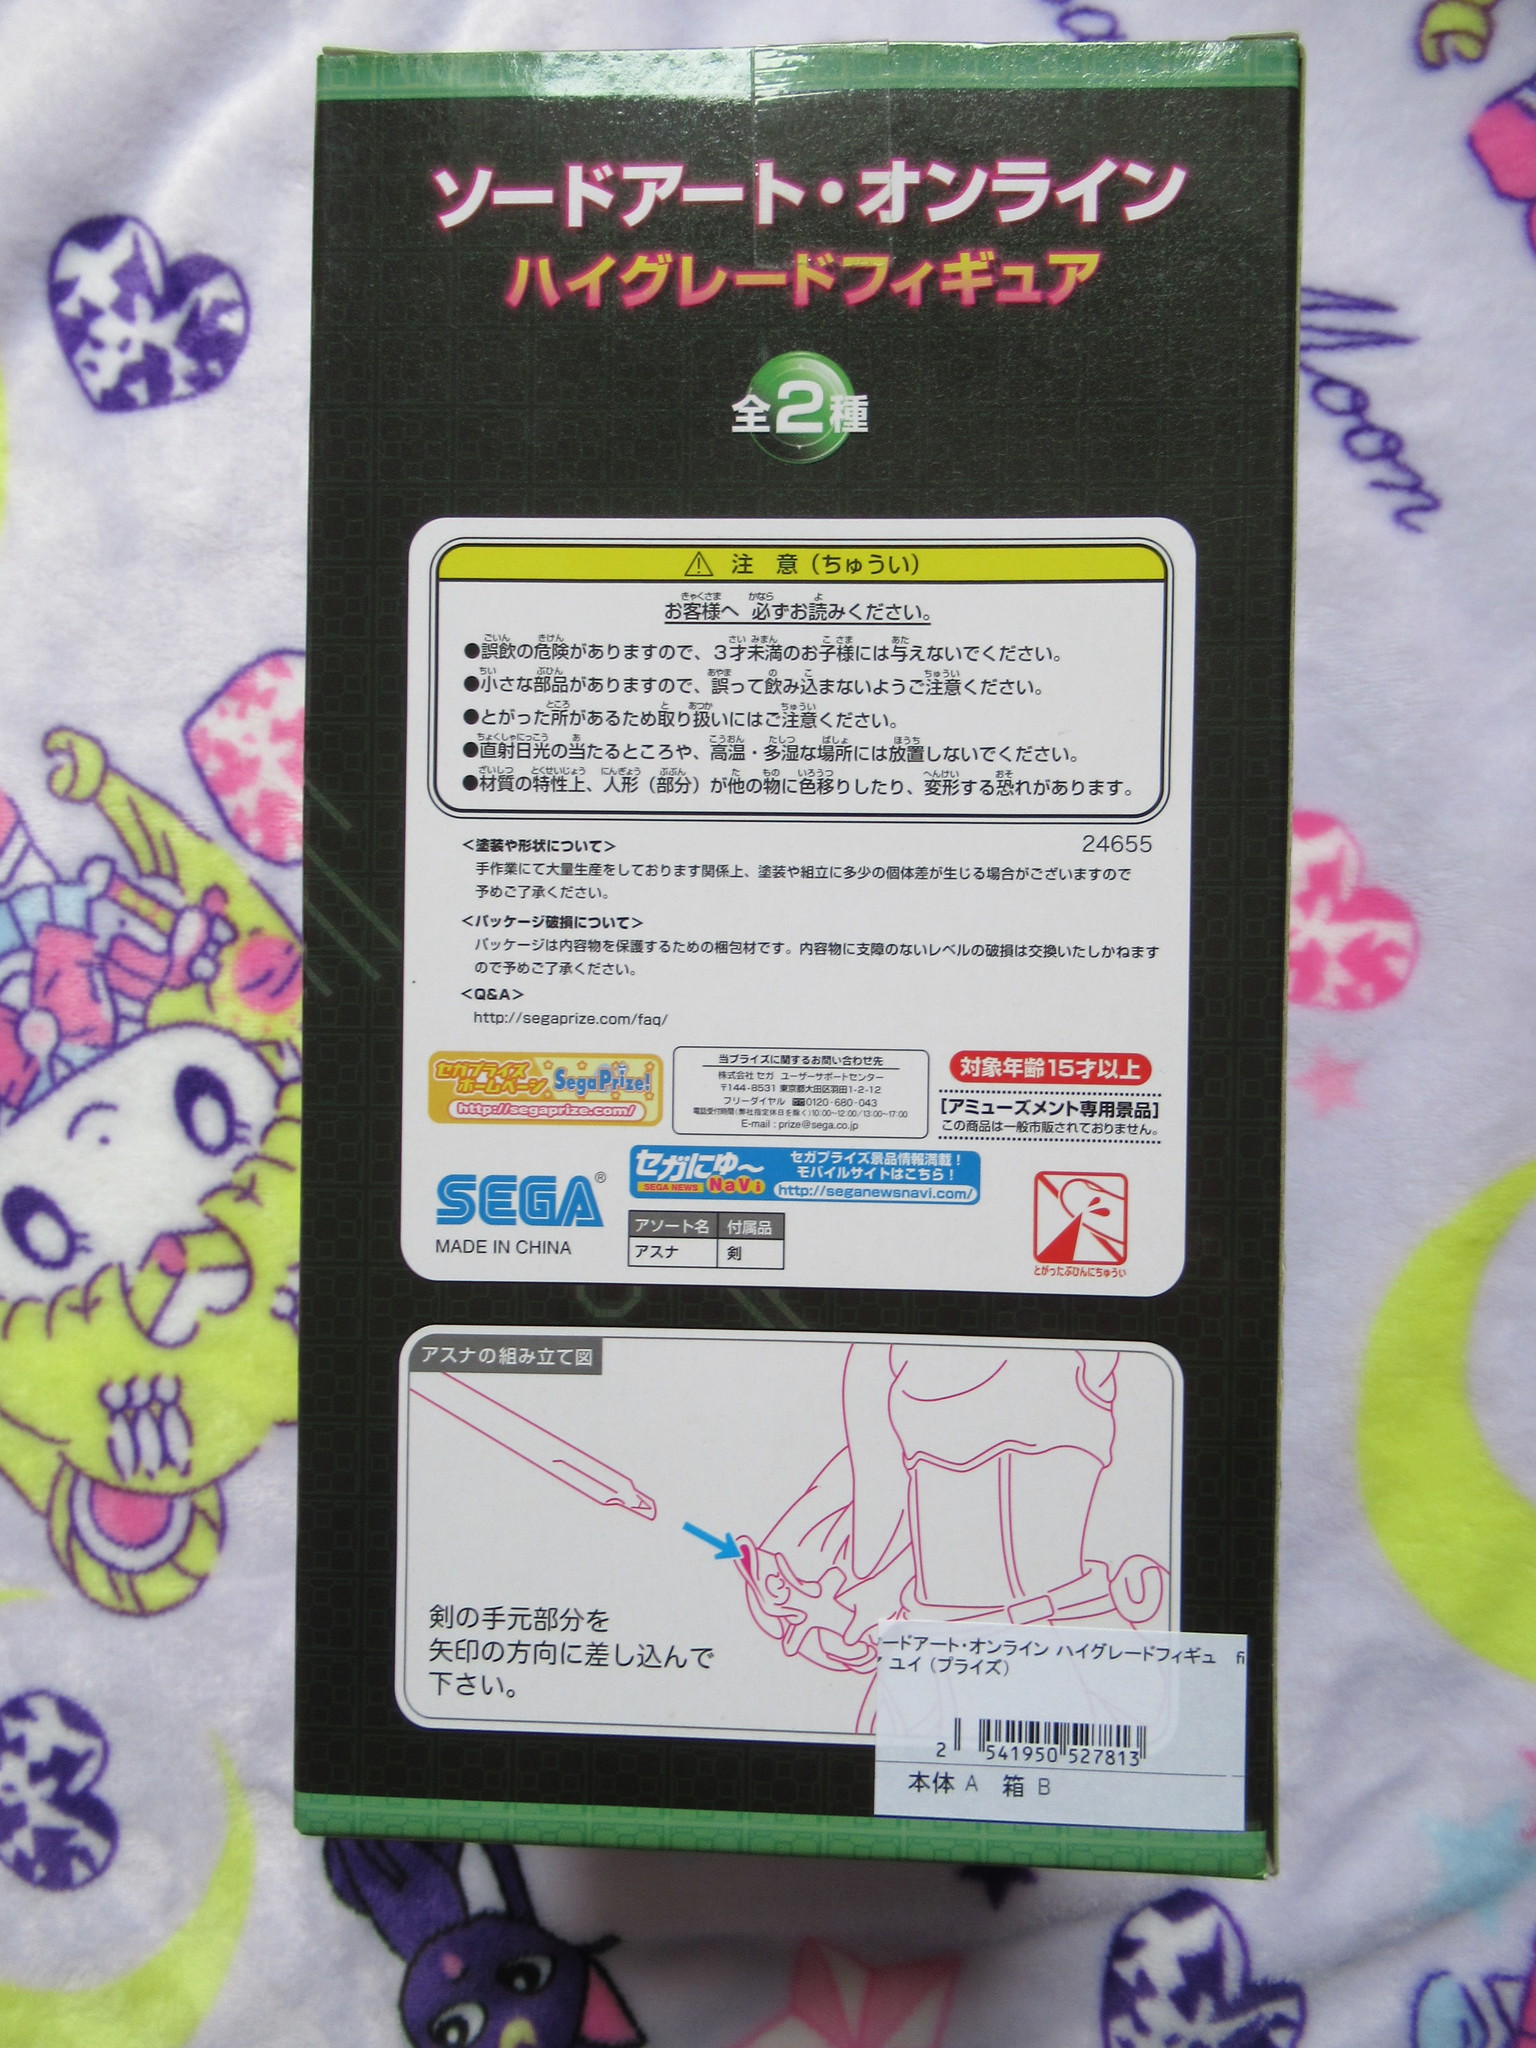 ソードアート・オンライン
ハイグレードフィギュア
全2種
注 意（ちゅうい）
お客様へ 必ずお読みください。
●誤飲の危険がありますので、3才未満のお子様には与えないでください。
●小さな部品がありますので、誤って飲み込まないようご注意ください。
●とがった所があるため取り扱いにはご注意ください。
●直射日光の当たるところや、高温・多湿な場所には放置しないでください。
●材質の特性上、人形（部分）が他の物に色移りしたり、変形する恐れがあります。
24655
<塗装や形状について>
手作業にて大量生産をしております関係上、塗装や組立に多少の個体差が生じる場合がございますので
予めご了承ください。
<パッケージ破損について>
パッケージは内容物を保護するための梱包材です。内容物に支障のないレベルの破損は交換いたしかねます
ので予めご了承ください。
<Q&A>
http://segaprize.com/faq/
セガプライズ
ホームページ SegaPrize!
http://segaprize.com/
当プライズに関するお問い合わせ先
株式会社 セガ ユーザーサポートセンター
〒144-8531 東京都大田区羽田1-2-12
フリーダイヤル 0120-680-043
電話受付時間（弊社指定休日を除く）10:00～12:00／13:00～17:00
E-mail : prize@sega.co.jp
対象年齢15才以上
[アミューズメント専用景品]
この商品は一般市販されておりません。
SEGA®
MADE IN CHINA
セガにゅ～
SEGA NEWS NaVi
セガプライズ景品情報満載！
モバイルサイトはこちら！
http://seganewsnavi.com/
アソート名 付属品
アスナ 剣
とがったぶひんにちゅうい
アスナの組み立て図
剣の手元部分を
矢印の方向に差し込んで
下さい。
ードアート・オンライン ハイグレードフィギュ fi
ユイ（プライズ）
2 541950 527813
本体 A 箱 B
Moon